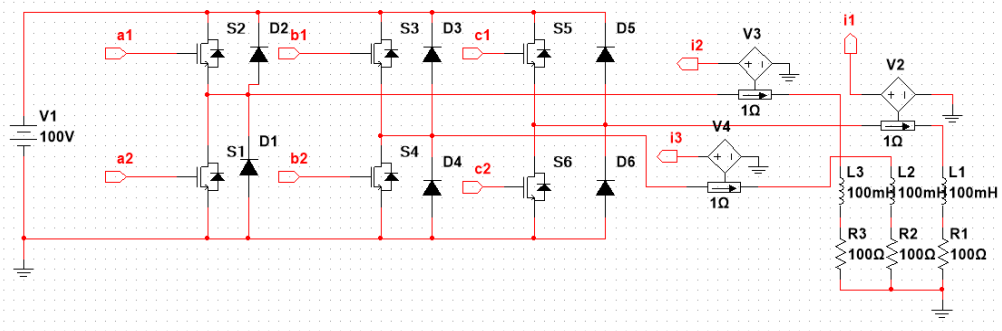 a1
S2
D2
b1
S3
D3
c1
S5
D5
i2
V3
i1
V2
V1
100V
1Ω
1Ω
a2
S1
D1
b2
S4
D4
c2
S6
D6
i3
V4
1Ω
L3
100mH
L2
100mH
L1
100mH
R3
100Ω
R2
100Ω
R1
100Ω